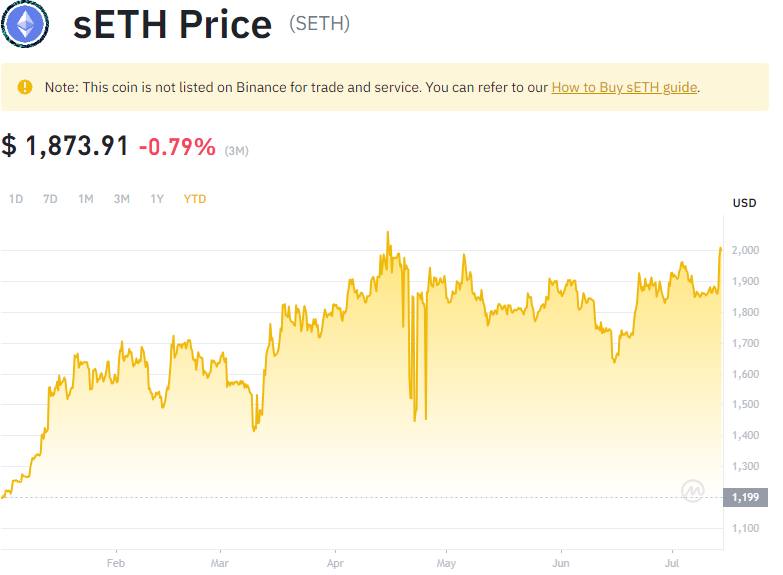 sETH Price (SETH)
Note: This coin is not listed on Binance for trade and service. You can refer to our How to Buy sETH guide.
$ 1,873.91 -0.79% (3M)
1D 7D 1M 3M 1Y YTD
USD
2,000
1,900
1,800
1,700
1,600
1,500
1,400
1,300
1,199
1,100
Feb Mar Apr May Jun Jul